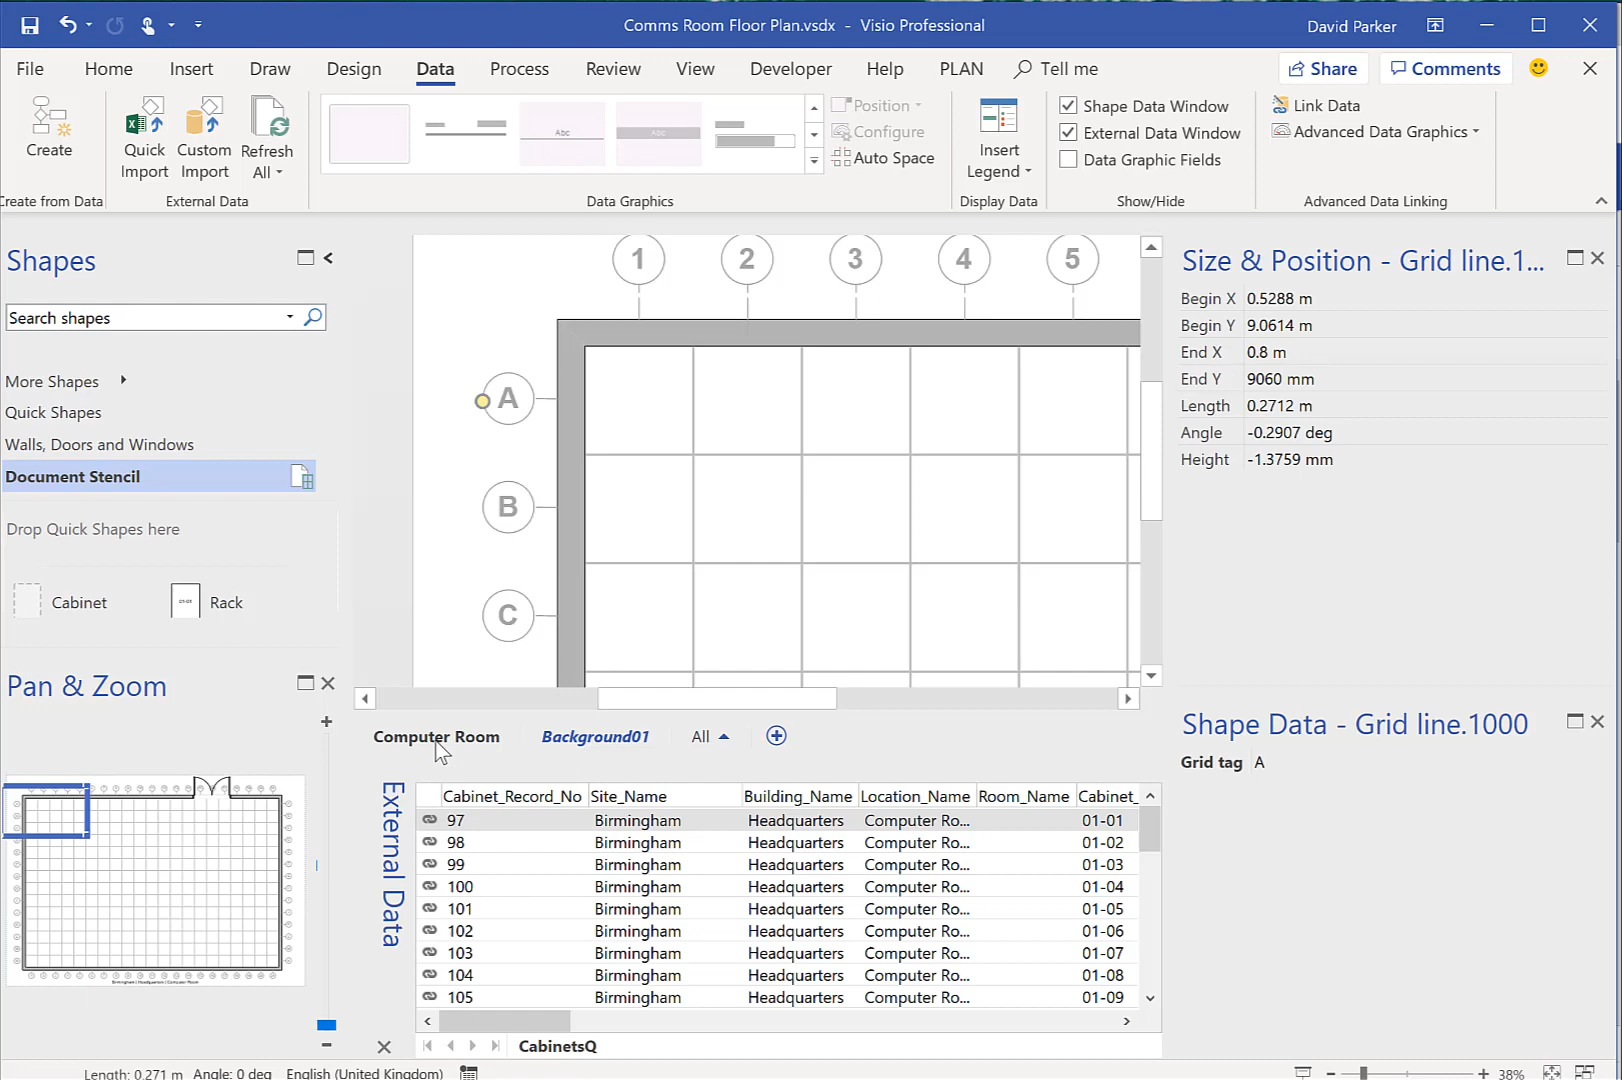 Comms Room Floor Plan.vsdx - Visio Professional
David Parker
File Home Insert Draw Design Data Process Review View Developer Help PLAN Tell me
Share Comments
Create
Quick Import
Custom Import
Refresh All
Abc
Abc
Position
Configure
Auto Space
Insert Legend
Shape Data Window
External Data Window
Data Graphic Fields
Link Data
Advanced Data Graphics
Create from Data
External Data
Data Graphics
Display Data
Show/Hide
Advanced Data Linking
Shapes
Search shapes
More Shapes
Quick Shapes
Walls, Doors and Windows
Document Stencil
Drop Quick Shapes here
Cabinet
Rack
Pan & Zoom
1 2 3 4 5
A
B
C
Size & Position - Grid line.1...
Begin X 0.5288 m
Begin Y 9.0614 m
End X 0.8 m
End Y 9060 mm
Length 0.2712 m
Angle -0.2907 deg
Height -1.3759 mm
Shape Data - Grid line.1000
Grid tag A
Computer Room Background01 All
External Data
Cabinet_Record_No Site_Name Building_Name Location_Name Room_Name Cabinet_
97 Birmingham Headquarters Computer Ro... 01-01
98 Birmingham Headquarters Computer Ro... 01-02
99 Birmingham Headquarters Computer Ro... 01-03
100 Birmingham Headquarters Computer Ro... 01-04
101 Birmingham Headquarters Computer Ro... 01-05
102 Birmingham Headquarters Computer Ro... 01-06
103 Birmingham Headquarters Computer Ro... 01-07
104 Birmingham Headquarters Computer Ro... 01-08
105 Birmingham Headquarters Computer Ro... 01-09
CabinetsQ
Birmingham | Headquarters | Computer Room
Length: 0.271 m Angle: 0 deg English (United Kingdom)
38%